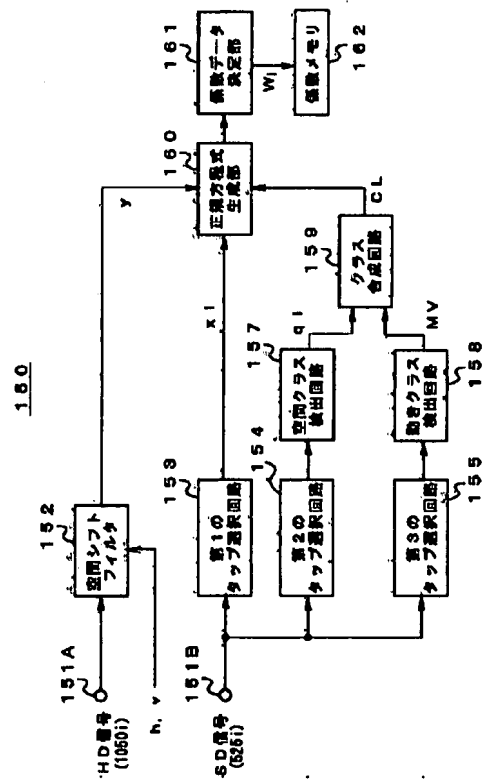 150
151A
HD信号
(1050i)
h, v
152
空間シフト
フィルタ
y
151B
SD信号
(525i)
153
第1の
タップ選択回路
xi
154
第2の
タップ選択回路
157
空間クラス
検出回路
qi
155
第3の
タップ選択回路
158
動きクラス
検出回路
MV
159
クラス
合成回路
CL
160
正規方程式
生成部
161
係数データ
決定部
Wi
係数メモリ
162